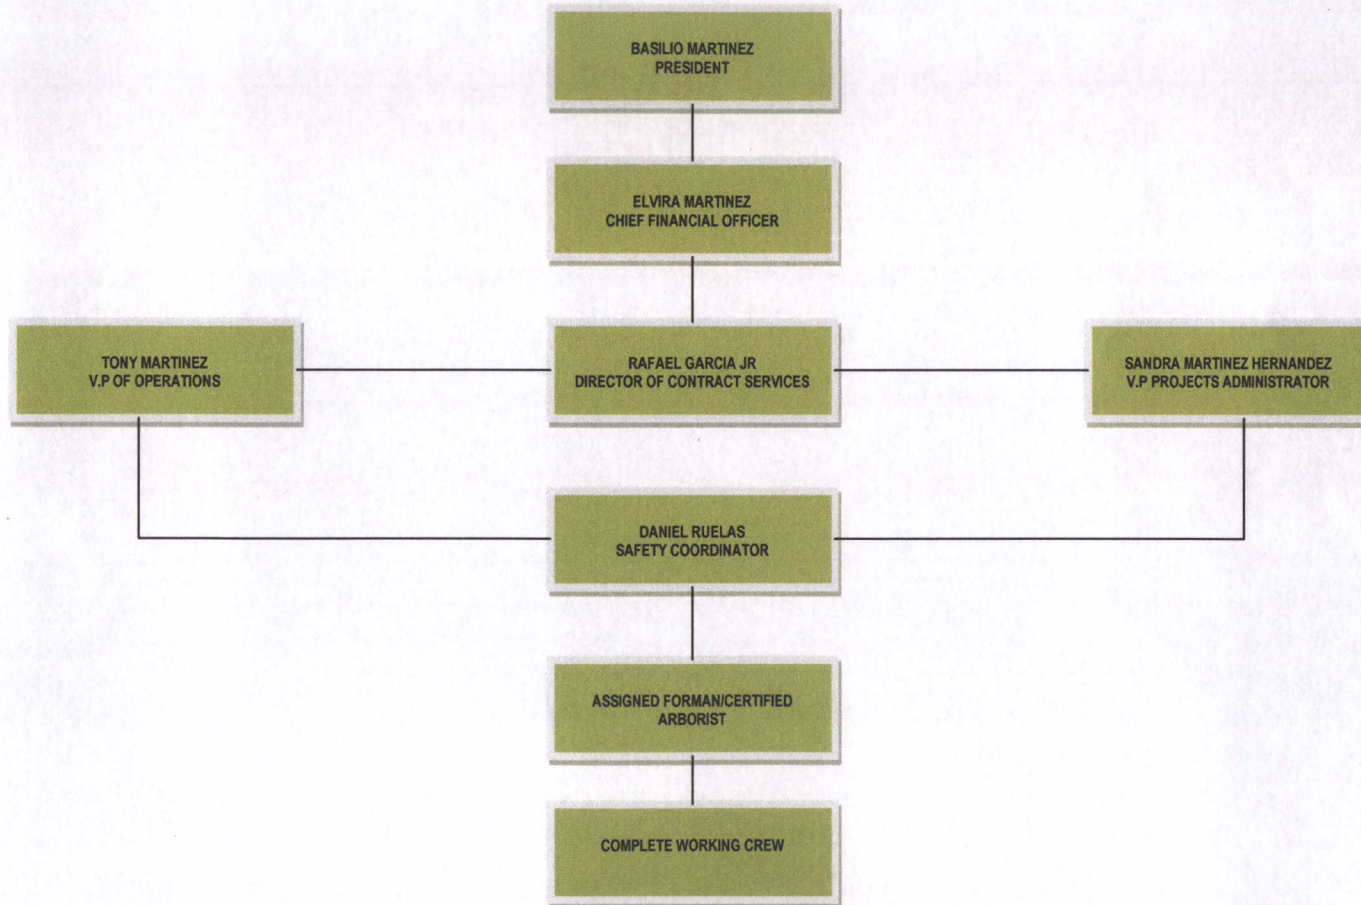 BASILIO MARTINEZ
PRESIDENT
ELVIRA MARTINEZ
CHIEF FINANCIAL OFFICER
TONY MARTINEZ
V.P OF OPERATIONS
RAFAEL GARCIA JR
DIRECTOR OF CONTRACT SERVICES
SANDRA MARTINEZ HERNANDEZ
V.P PROJECTS ADMINISTRATOR
DANIEL RUELAS
SAFETY COORDINATOR
ASSIGNED FORMAN/CERTIFIED
ARBORIST
COMPLETE WORKING CREW